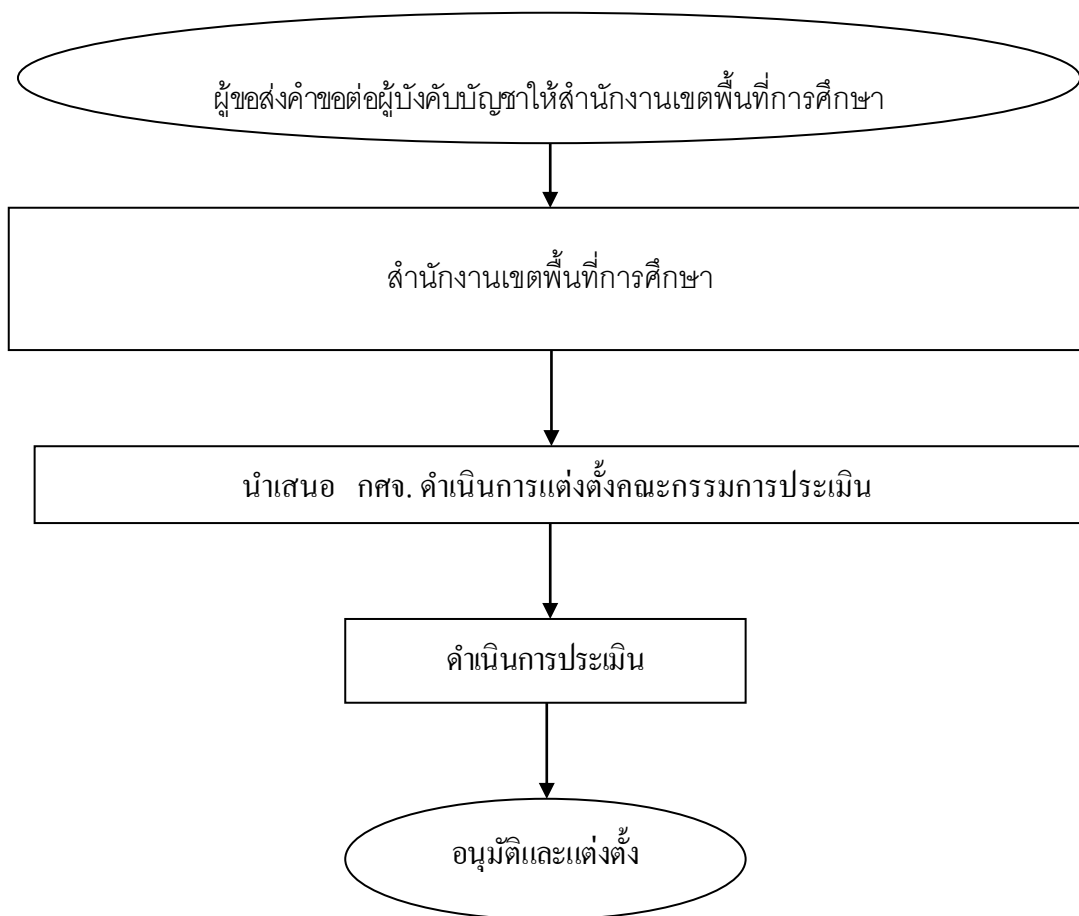 ผู้ขอส่งคำขอต่อผู้บังคับบัญชาให้สำนักงานเขตพื้นที่การศึกษา
สำนักงานเขตพื้นที่การศึกษา
นำเสนอ กศจ. ดำเนินการแต่งตั้งคณะกรรมการประเมิน
ดำเนินการประเมิน
อนุมัติและแต่งตั้ง